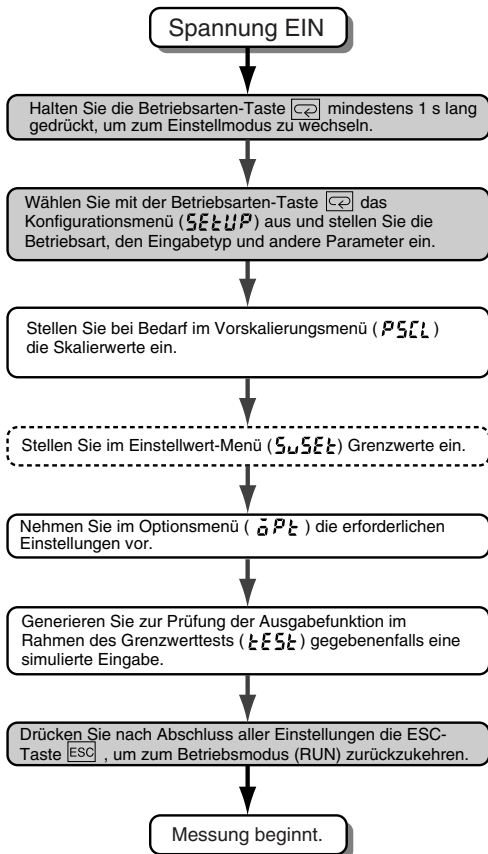 Spannung EIN
Halten Sie die Betriebsarten-Taste mindestens 1 s lang
gedrückt, um zum Einstellmodus zu wechseln.
Wählen Sie mit der Betriebsarten-Taste das
Konfigurationsmenü (SEtUP) aus und stellen Sie die
Betriebsart, den Eingabetyp und andere Parameter ein.
Stellen Sie bei Bedarf im Vorskalierungsmenü (PSCL)
die Skalierwerte ein.
Stellen Sie im Einstellwert-Menü (SvSEt) Grenzwerte ein.
Nehmen Sie im Optionsmenü ( oPt ) die erforderlichen
Einstellungen vor.
Generieren Sie zur Prüfung der Ausgabefunktion im
Rahmen des Grenzwerttests (tESt) gegebenenfalls eine
simulierte Eingabe.
Drücken Sie nach Abschluss aller Einstellungen die ESC-
Taste ESC , um zum Betriebsmodus (RUN) zurückzukehren.
Messung beginnt.